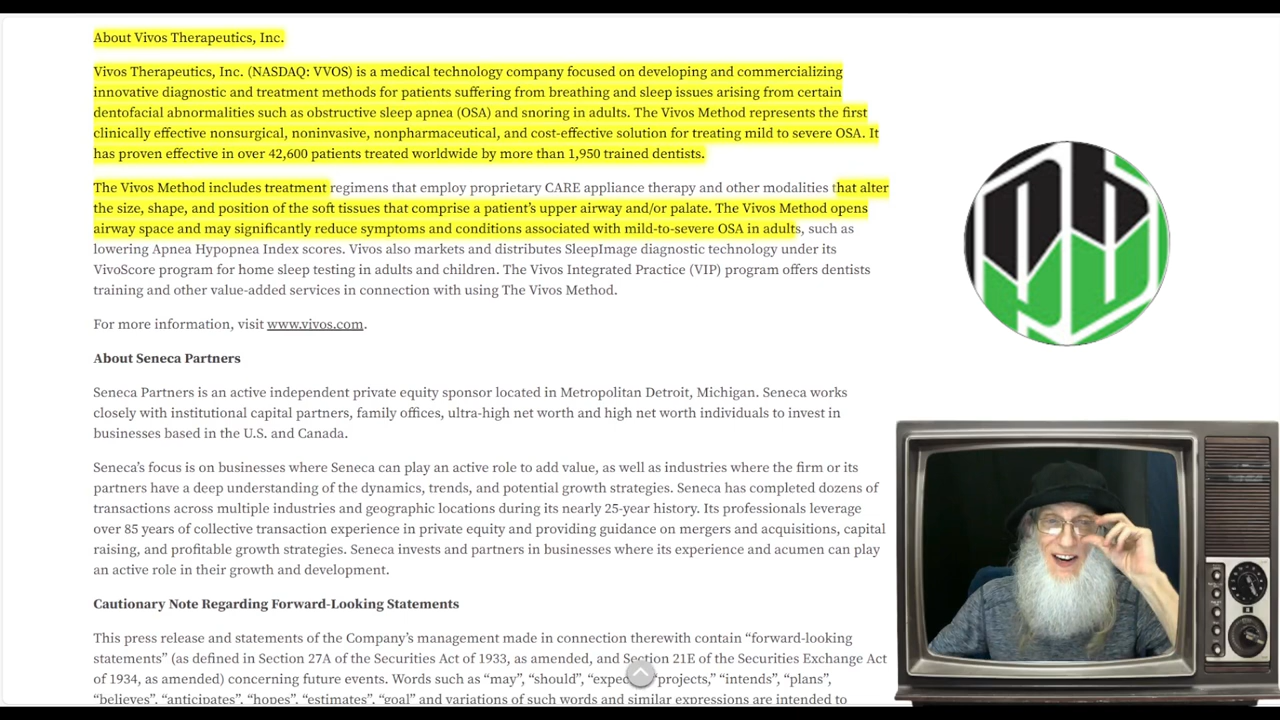 About Vivos Therapeutics, Inc.
Vivos Therapeutics, Inc. (NASDAQ: VVOS) is a medical technology company focused on developing and commercializing
innovative diagnostic and treatment methods for patients suffering from breathing and sleep issues arising from certain
dentofacial abnormalities such as obstructive sleep apnea (OSA) and snoring in adults. The Vivos Method represents the first
clinically effective nonsurgical, noninvasive, nonpharmaceutical, and cost-effective solution for treating mild to severe OSA. It
has proven effective in over 42,600 patients treated worldwide by more than 1,950 trained dentists.
The Vivos Method includes treatment regimens that employ proprietary CARE appliance therapy and other modalities that alter
the size, shape, and position of the soft tissues that comprise a patient’s upper airway and/or palate. The Vivos Method opens
airway space and may significantly reduce symptoms and conditions associated with mild-to-severe OSA in adults, such as
lowering Apnea Hypopnea Index scores. Vivos also markets and distributes SleepImage diagnostic technology under its
VivoScore program for home sleep testing in adults and children. The Vivos Integrated Practice (VIP) program offers dentists
training and other value-added services in connection with using The Vivos Method.
For more information, visit www.vivos.com.
About Seneca Partners
Seneca Partners is an active independent private equity sponsor located in Metropolitan Detroit, Michigan. Seneca works
closely with institutional capital partners, family offices, ultra-high net worth and high net worth individuals to invest in
businesses based in the U.S. and Canada.
Seneca’s focus is on businesses where Seneca can play an active role to add value, as well as industries where the firm or its
partners have a deep understanding of the dynamics, trends, and potential growth strategies. Seneca has completed dozens of
transactions across multiple industries and geographic locations during its nearly 25-year history. Its professionals leverage
over 85 years of collective transaction experience in private equity and providing guidance on mergers and acquisitions, capital
raising, and profitable growth strategies. Seneca invests and partners in businesses where its experience and acumen can play
an active role in their growth and development.
Cautionary Note Regarding Forward-Looking Statements
This press release and statements of the Company’s management made in connection therewith contain “forward-looking
statements” (as defined in Section 27A of the Securities Act of 1933, as amended, and Section 21E of the Securities Exchange Act
of 1934, as amended) concerning future events. Words such as “may”, “should”, “projects,” “intends”, “plans”,
“believes”, “anticipates”, “hopes”, “estimates”, “goal” and variations of such words and similar expressions are intended to